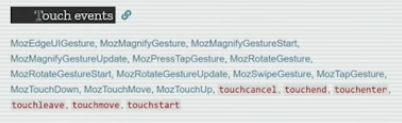 Touch events
MozEdgeUIGesture, MozMagnifyGesture, MozMagnifyGestureStart,
MozMagnifyGestureUpdate, MozPressTapGesture, MozRotateGesture,
MozRotateGestureStart, MozRotateGestureUpdate, MozSwipeGesture, MozTapGesture,
MozTouchDown, MozTouchMove, MozTouchUp, touchcancel, touchend, touchenter,
touchleave, touchmove, touchstart